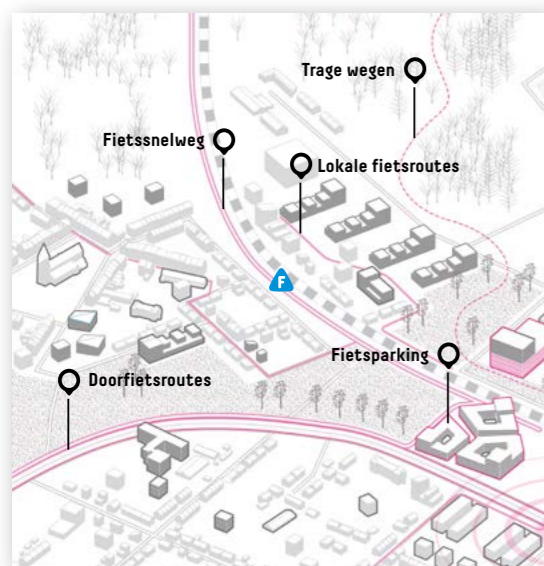 Trage wegen
Fietssnelweg
Lokale fietsroutes
F
Fietsparking
Doorfietsroutes